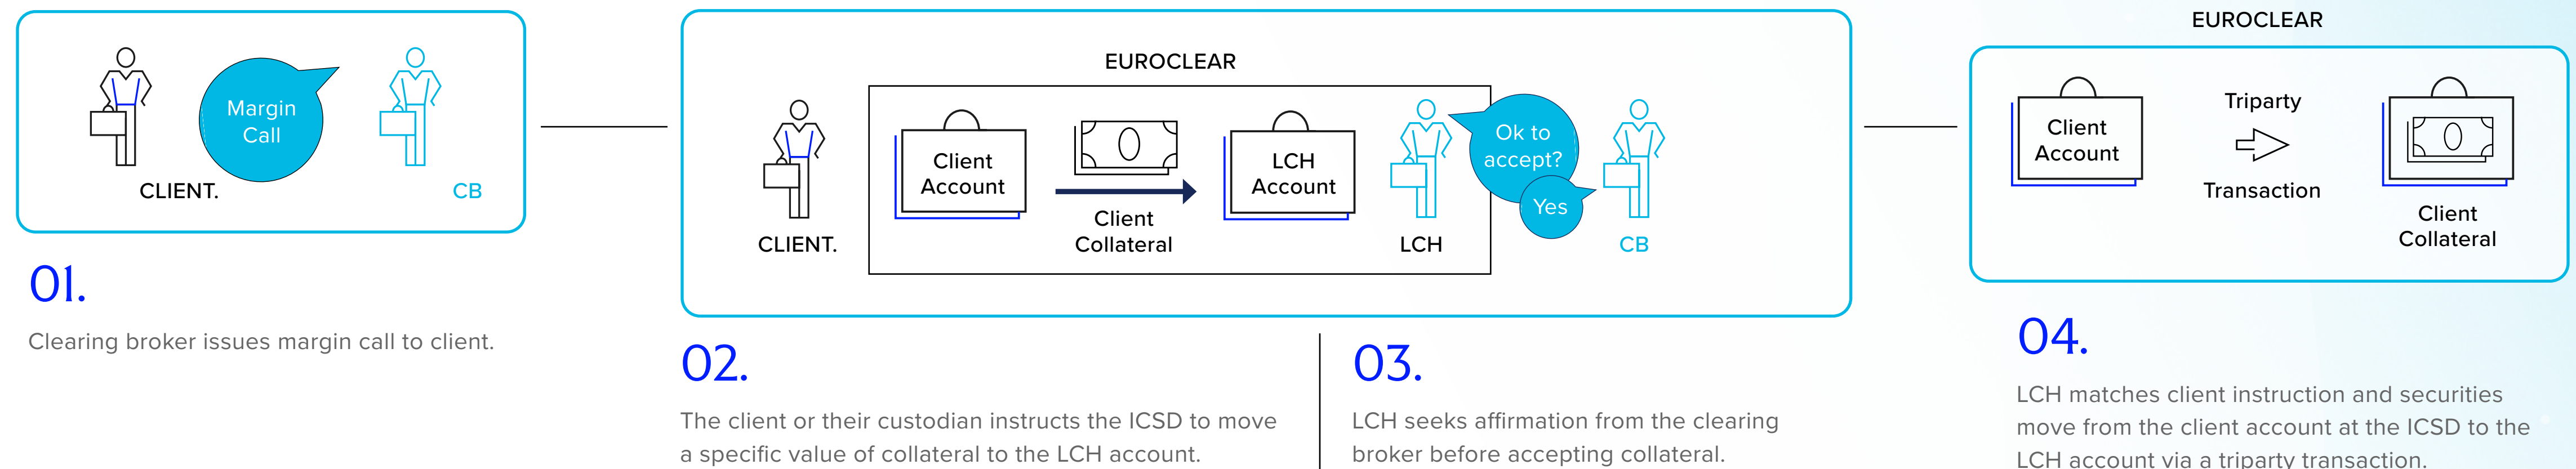 Margin
Call
CLIENT.
CB
01.
Clearing broker issues margin call to client.
EUROCLEAR
CLIENT.
Client
Account
Client
Collateral
LCH
Account
LCH
Ok to
accept?
Yes
CB
02.
The client or their custodian instructs the ICSD to move
a specific value of collateral to the LCH account.
03.
LCH seeks affirmation from the clearing
broker before accepting collateral.
EUROCLEAR
Client
Account
Triparty
Transaction
Client
Collateral
04.
LCH matches client instruction and securities
move from the client account at the ICSD to the
LCH account via a triparty transaction.